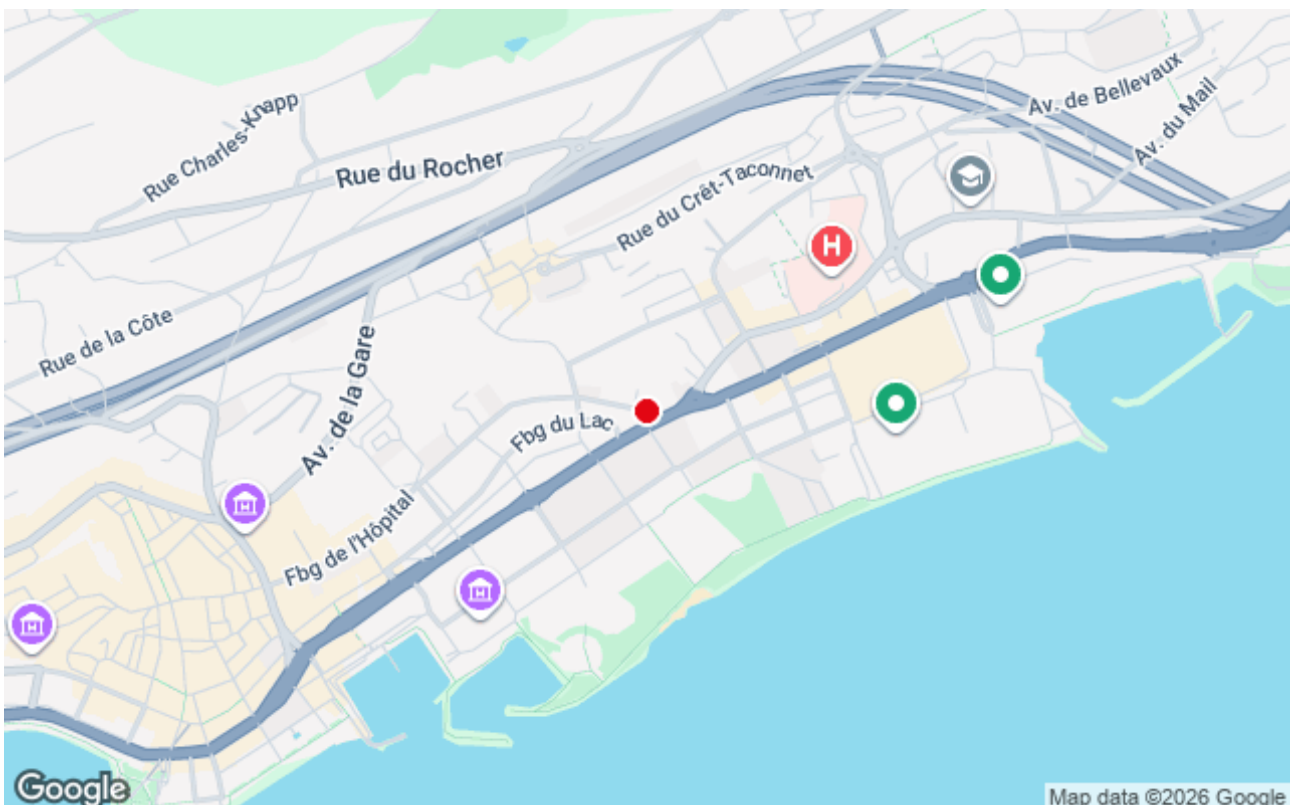 Av. de Bellevaux
Av. du Mail
Rue Charles-Knapp
Rue du Rocher
Rue du Crêt-Taconnet
H
Rue de la Côte
Av. de la Gare
Fbg du Lac
Fbg de l'Hôpital
Google
Map data ©2026 Google